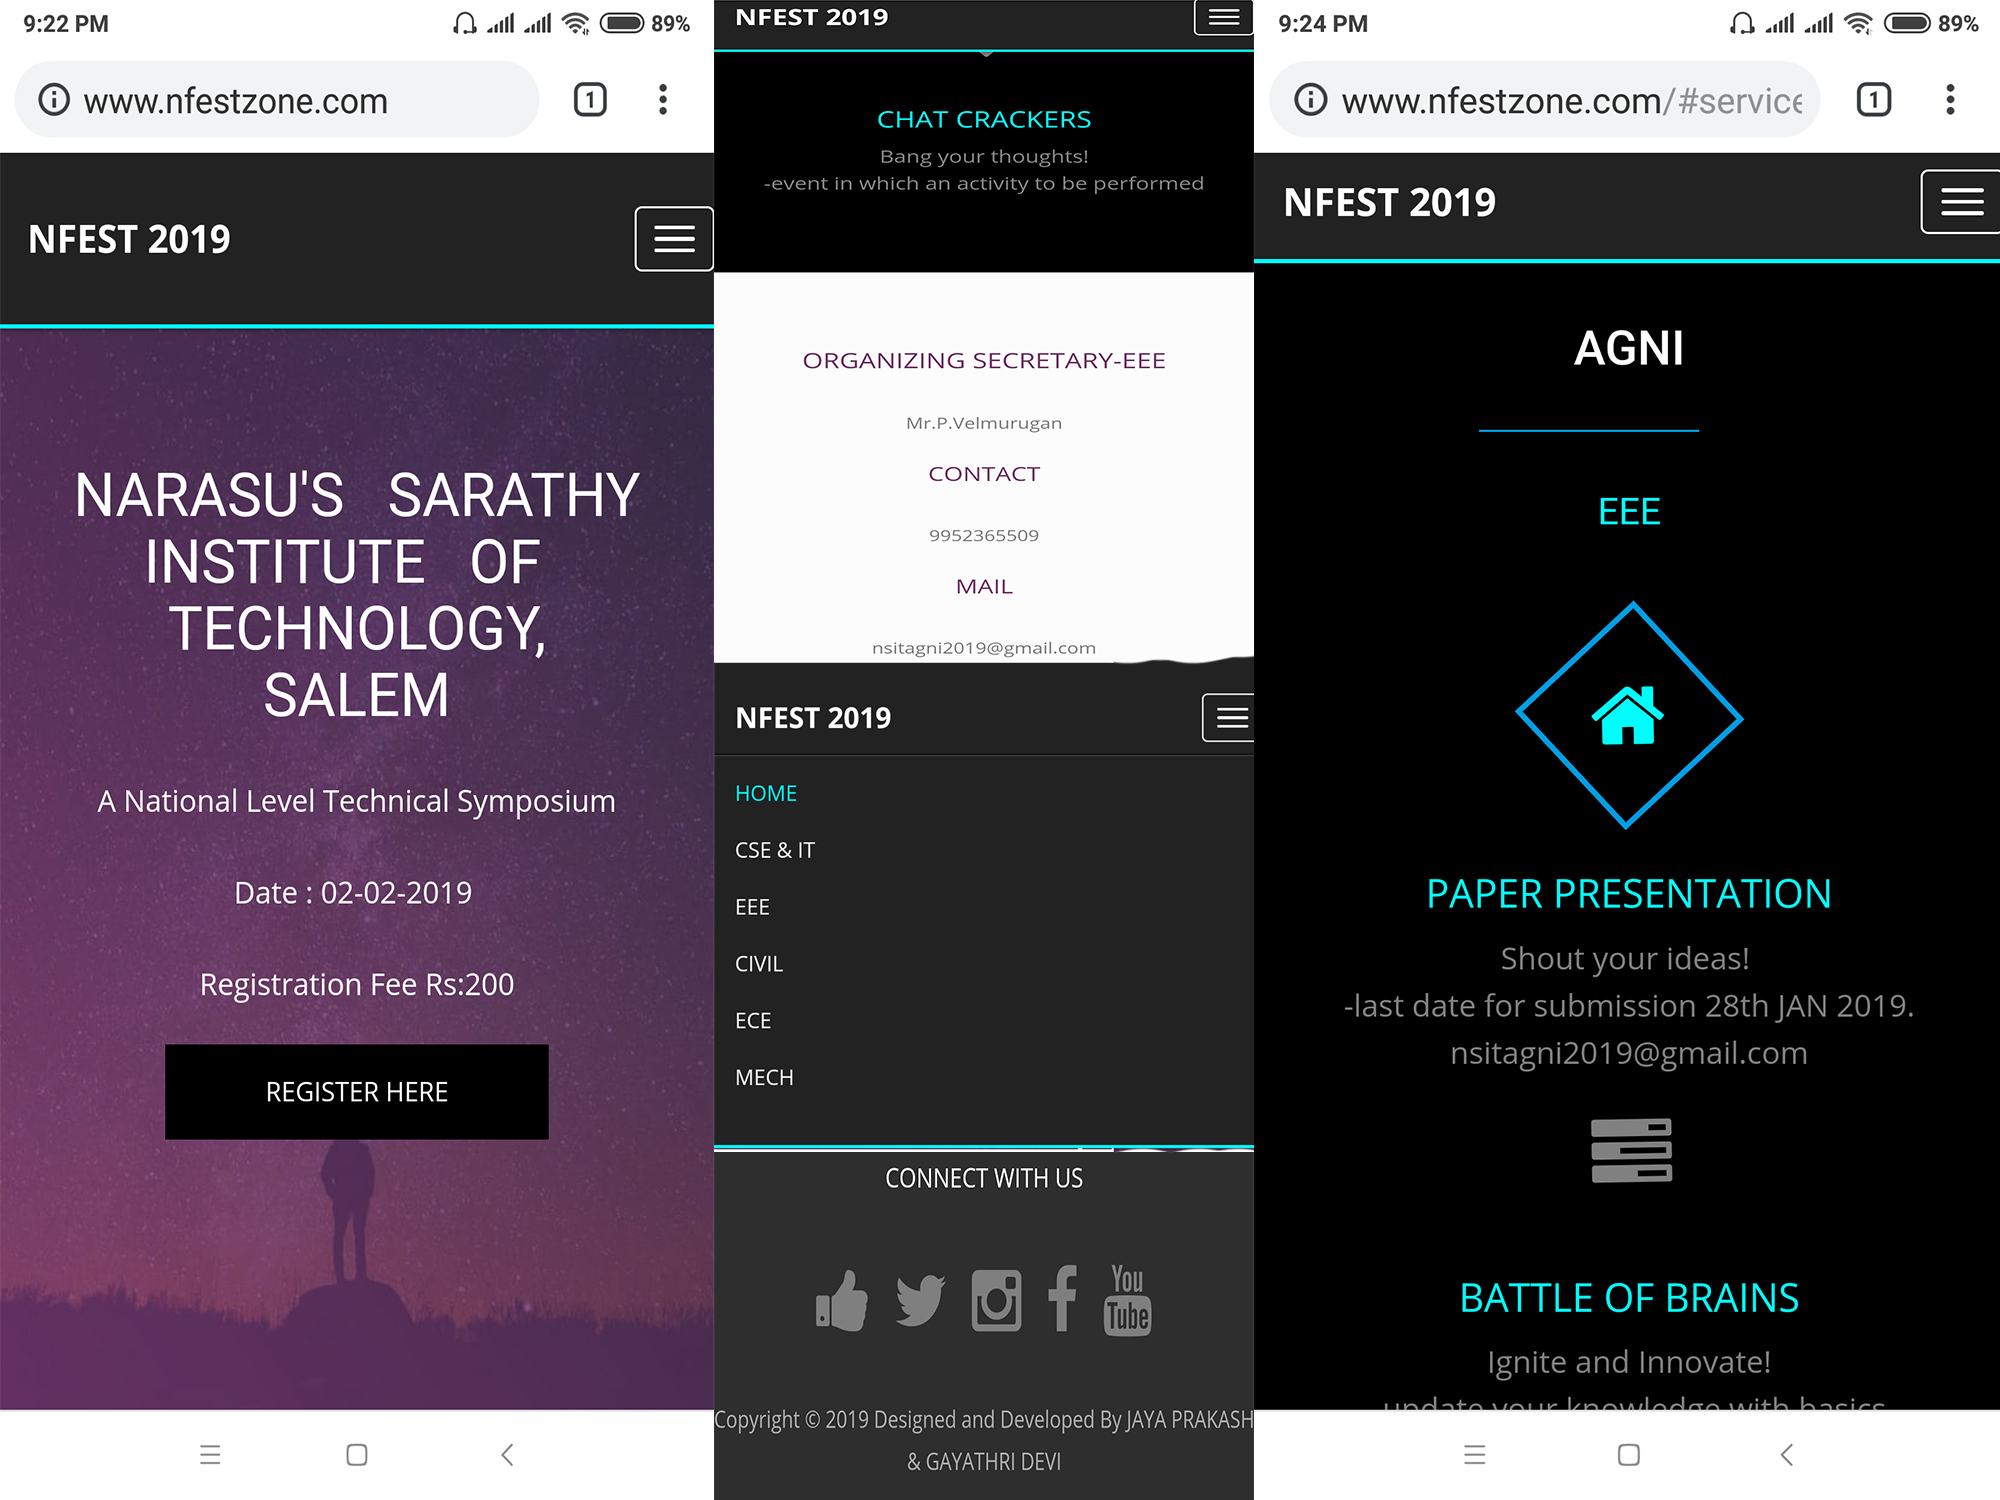 9:22 PM
89%
www.nfestzone.com
1
NFEST 2019
NARASU'S SARATHY
INSTITUTE OF
TECHNOLOGY,
SALEM
A National Level Technical Symposium
Date : 02-02-2019
Registration Fee Rs:200
REGISTER HERE
NFEST 2019
CHAT CRACKERS
Bang your thoughts!
-event in which an activity to be performed
ORGANIZING SECRETARY-EEE
Mr.P.Velmurugan
CONTACT
9952365509
MAIL
nsitagni2019@gmail.com
NFEST 2019
HOME
CSE & IT
EEE
CIVIL
ECE
MECH
CONNECT WITH US
You
Tube
Copyright © 2019 Designed and Developed By JAYA PRAKASH
& GAYATHRI DEVI
9:24 PM
89%
www.nfestzone.com/#service
1
NFEST 2019
AGNI
EEE
PAPER PRESENTATION
Shout your ideas!
-last date for submission 28th JAN 2019.
nsitagni2019@gmail.com
BATTLE OF BRAINS
Ignite and Innovate!
update your knowledge with basics